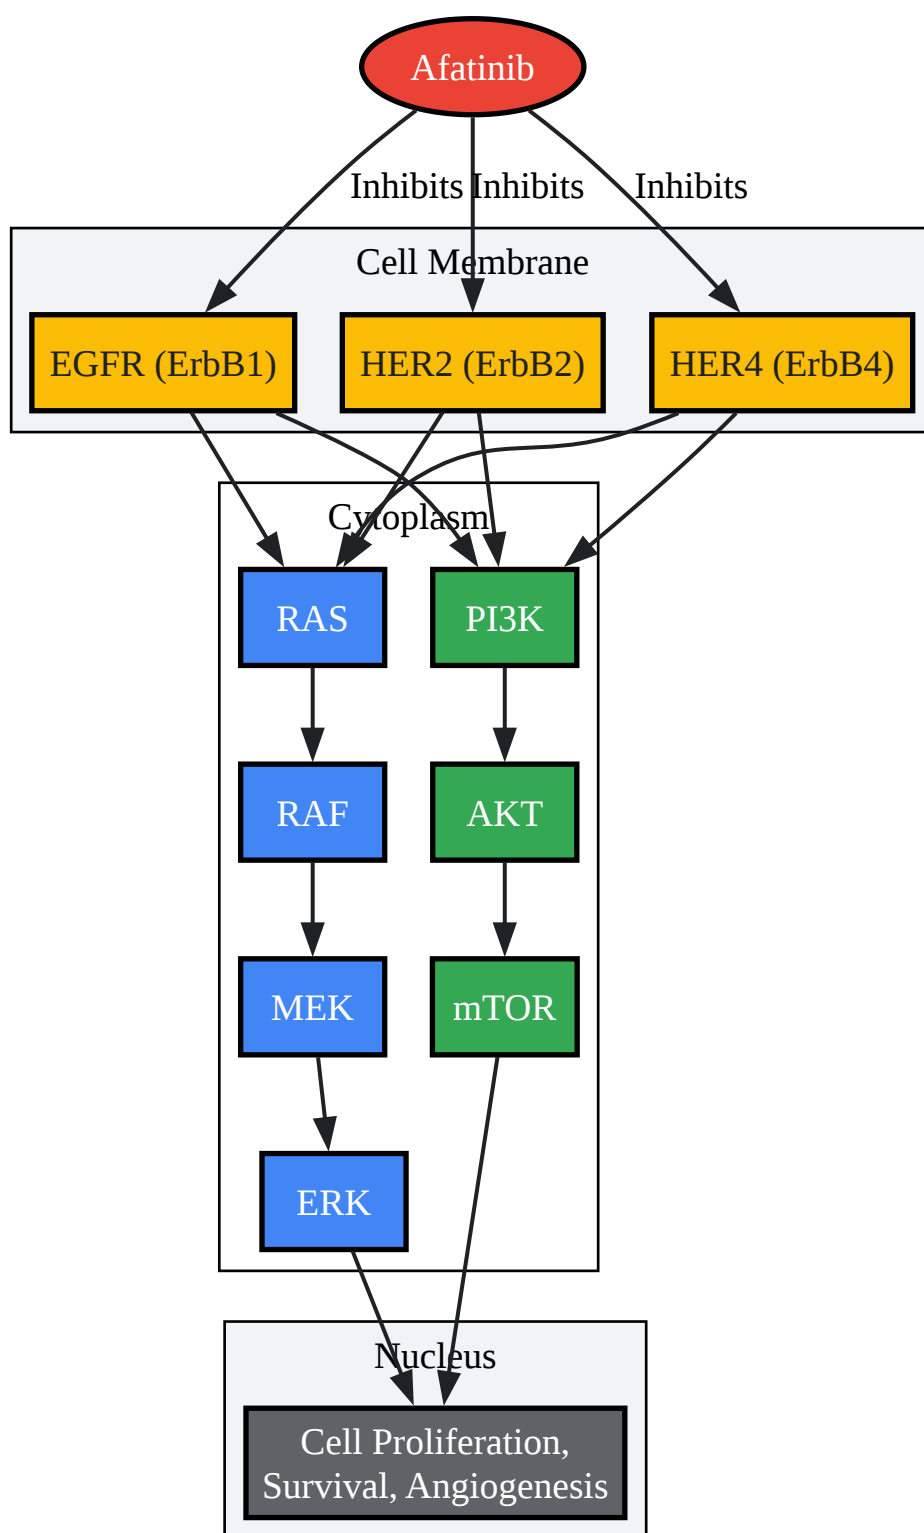 Afatinib
Inhibits
Inhibits
Inhibits
Cell Membrane
EGFR (ErbB1)
HER2 (ErbB2)
HER4 (ErbB4)
Cytoplasm
RAS
PI3K
RAF
AKT
MEK
mTOR
ERK
Nucleus
Cell Proliferation,
Survival, Angiogenesis